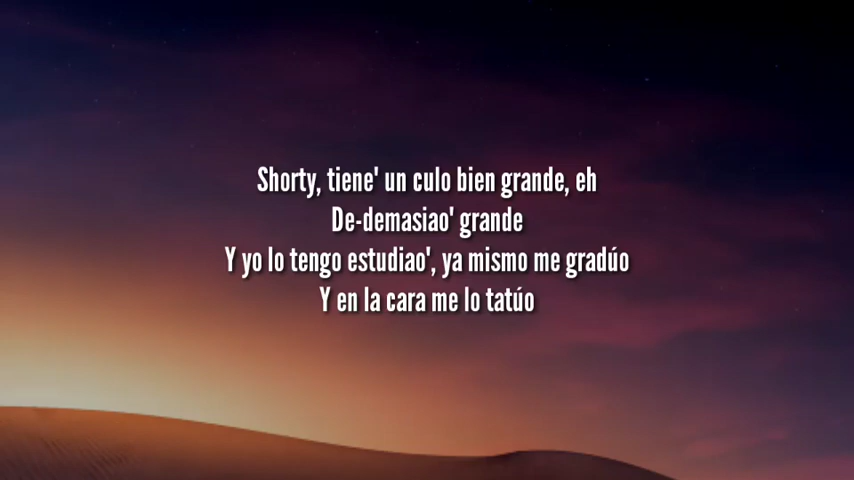 Shorty, tiene' un culo bien grande, eh
De-demasiao' grande
Y yo lo tengo estudiao', ya mismo me gradúo
Y en la cara me lo tatúo